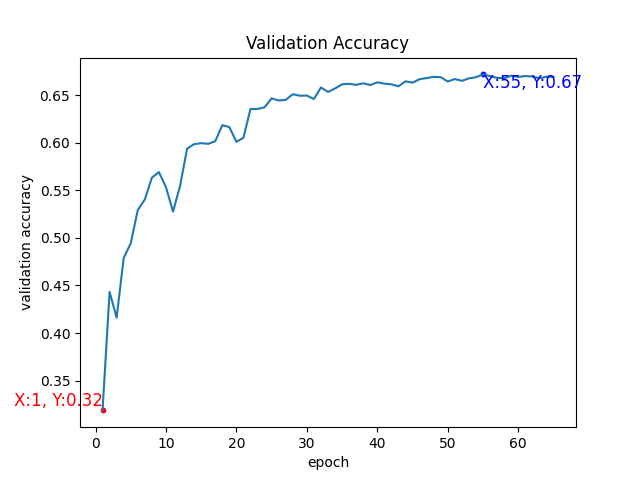 Validation Accuracy
X:55, Y:0.67
0.65
0.60
0.55
0.50
0.45
0.40
0.35
validation accuracy
X:1, Y:0.32
0
10
20
30
40
50
60
epoch